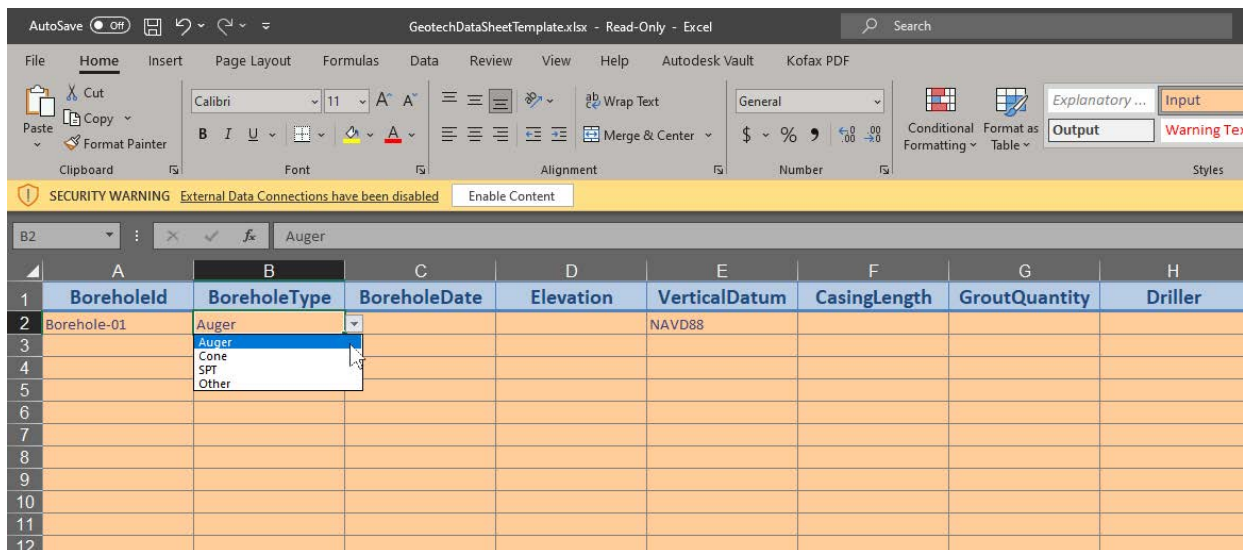 AutoSave Off GeotechDataSheetTemplate.xlsx - Read-Only - Excel Search
File Home Insert Page Layout Formulas Data Review View Help Autodesk Vault Kofax PDF
Paste
Cut
Copy
Format Painter
Clipboard
Calibri 11 A^ A˅
B I U A
Font
ab Wrap Text
Merge & Center
Alignment
General
$ % 9 .00 .00
Number
Conditional Formatting
Format as Table
Explanatory ... Input
Output Warning Tex
Styles
SECURITY WARNING External Data Connections have been disabled Enable Content
B2 fx Auger
A B C D E F G H
1 BoreholeId BoreholeType BoreholeDate Elevation VerticalDatum CasingLength GroutQuantity Driller
2 Borehole-01 Auger NAVD88
Auger
Cone
SPT
Other
3
4
5
6
7
8
9
10
11
12